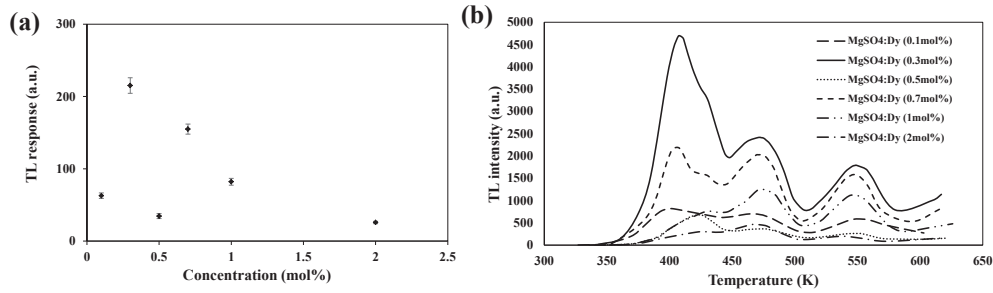 (a)
300
200
100
0
TL response (a.u.)
0
0.5
1
1.5
2
2.5
Concentration (mol%)
(b)
5000
4500
4000
3500
3000
2500
2000
1500
1000
500
0
TL intensity (a.u.)
300
350
400
450
500
550
600
650
Temperature (K)
MgSO4:Dy (0.1mol%)
MgSO4:Dy (0.3mol%)
MgSO4:Dy (0.5mol%)
MgSO4:Dy (0.7mol%)
MgSO4:Dy (1mol%)
MgSO4:Dy (2mol%)